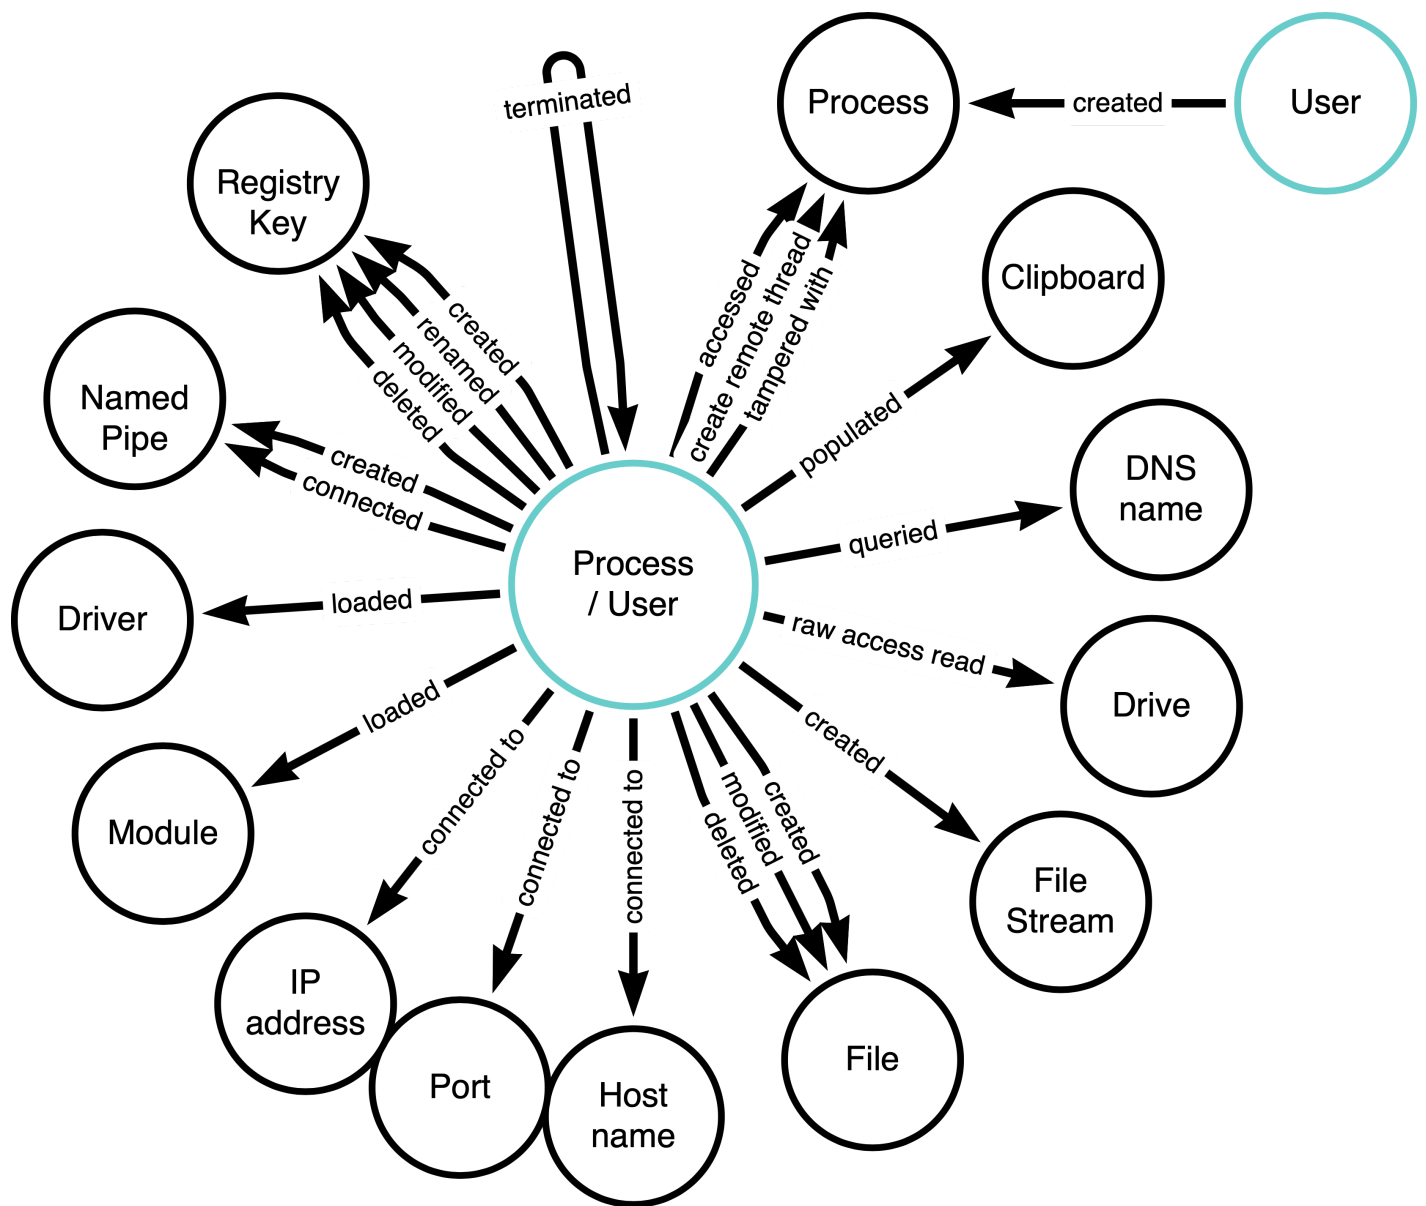 terminated
Process
created
User
Registry
Key
Clipboard
accessed
create remote thread
tampered with
created
renamed
modified
deleted
Named
Pipe
populated
created
connected
DNS
name
queried
Process
/ User
Driver
loaded
raw access read
Drive
loaded
created
Module
connected to
connected to
connected to
deleted
modified
created
File
Stream
IP
address
Port
Host
name
File